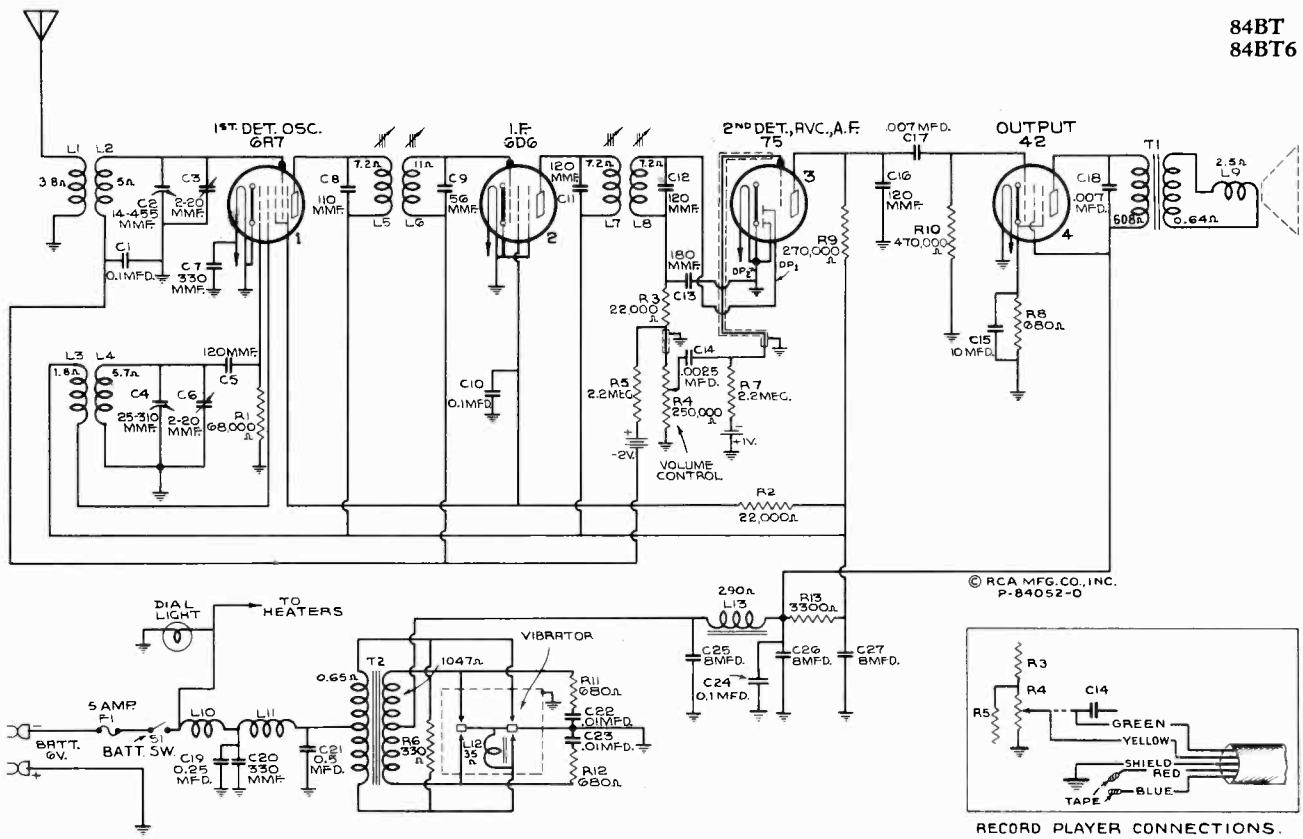 84BT
84BT6
1ST. DET. OSC.
6A7
I.F.
6D6
2ND DET., AVC., A.F.
75
.007 MFD.
C17
OUTPUT
42
T1
L1
L2
3.8Ω
5Ω
C2
14-455
MMF.
C3
2-20
MMF.
1
C1
0.1 MFD.
C7
330
MMF.
C8
110
MMF.
7.2Ω
L5
11Ω
L6
C9
56
MMF.
2
120
MMF.
C11
7.2Ω
L7
7.2Ω
L8
C12
120
MMF.
3
C16
120
MMF.
R9
270,000
Ω
R10
470,000
Ω
4
C18
.007
MFD.
608Ω
0.64Ω
2.5Ω
L9
180
MMF.
C13
DP2
DP1
R3
22,000
Ω
C14
.0025
MFD.
R5
2.2MEG.
R4
250,000
Ω
R7
2.2MEG.
+
-2V.
-
+1V.
VOLUME
CONTROL
C15
10 MFD.
R8
680Ω
L3
L4
1.8Ω
5.7Ω
120 MMF.
C5
C4
25-310
MMF.
C6
2-20
MMF.
R1
68,000
Ω
C10
0.1MFD
R2
22,000Ω
© RCA MFG. CO., INC.
P-84052-0
DIAL
LIGHT
TO
HEATERS
290Ω
L13
R13
3300Ω
C25
8MFD.
C24
0.1 MFD.
C26
8MFD.
C27
8MFD.
VIBRATOR
0.65Ω
T2
1047Ω
R11
680Ω
C22
.01MFD.
C23
.01MFD.
R12
680Ω
R6
330
Ω
L12
35
Ω
5 AMP.
F1
S1
BATT. SW.
L10
L11
C19
0.25
MFD.
C20
330
MMF.
C21
0.5
MFD.
-
BATT.
6V.
+
R3
R4
R5
C14
GREEN
YELLOW
SHIELD
RED
BLUE
TAPE
RECORD PLAYER CONNECTIONS.